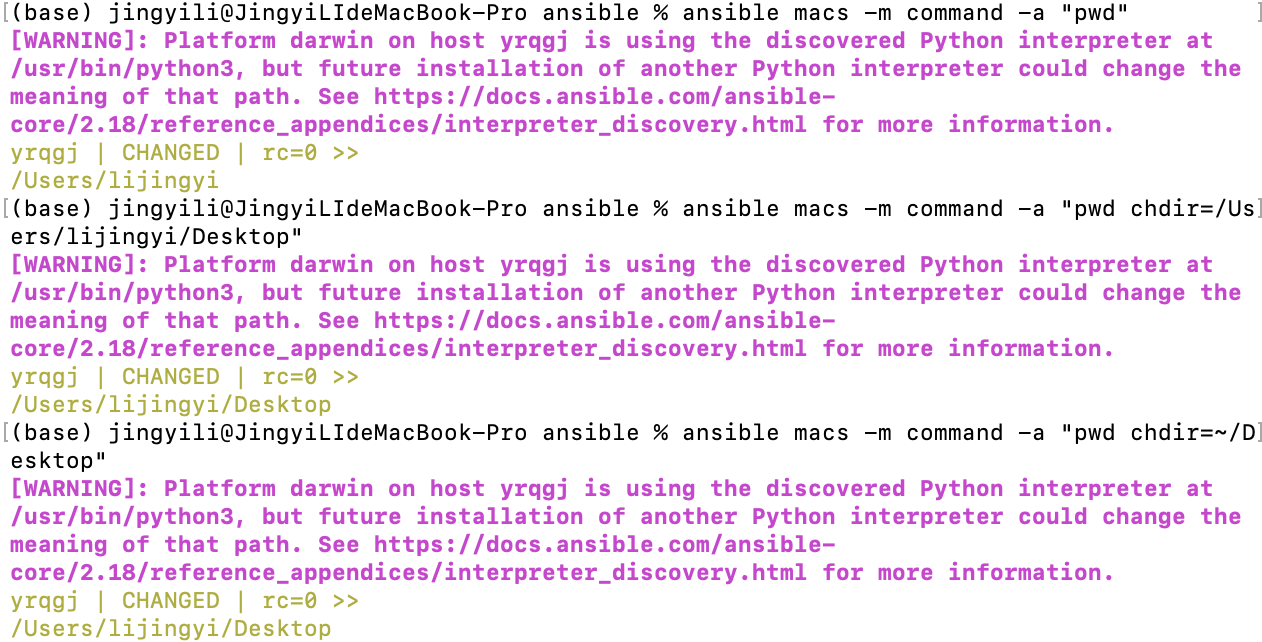 [(base) jingyili@JingyiLIdeMacBook-Pro ansible % ansible macs -m command -a "pwd" ]
[WARNING]: Platform darwin on host yrqgj is using the discovered Python interpreter at
/usr/bin/python3, but future installation of another Python interpreter could change the
meaning of that path. See https://docs.ansible.com/ansible-
core/2.18/reference_appendices/interpreter_discovery.html for more information.
yrqgj | CHANGED | rc=0 >>
/Users/lijingyi
[(base) jingyili@JingyiLIdeMacBook-Pro ansible % ansible macs -m command -a "pwd chdir=/Us]
ers/lijingyi/Desktop"
[WARNING]: Platform darwin on host yrqgj is using the discovered Python interpreter at
/usr/bin/python3, but future installation of another Python interpreter could change the
meaning of that path. See https://docs.ansible.com/ansible-
core/2.18/reference_appendices/interpreter_discovery.html for more information.
yrqgj | CHANGED | rc=0 >>
/Users/lijingyi/Desktop
[(base) jingyili@JingyiLIdeMacBook-Pro ansible % ansible macs -m command -a "pwd chdir=~/D]
esktop"
[WARNING]: Platform darwin on host yrqgj is using the discovered Python interpreter at
/usr/bin/python3, but future installation of another Python interpreter could change the
meaning of that path. See https://docs.ansible.com/ansible-
core/2.18/reference_appendices/interpreter_discovery.html for more information.
yrqgj | CHANGED | rc=0 >>
/Users/lijingyi/Desktop